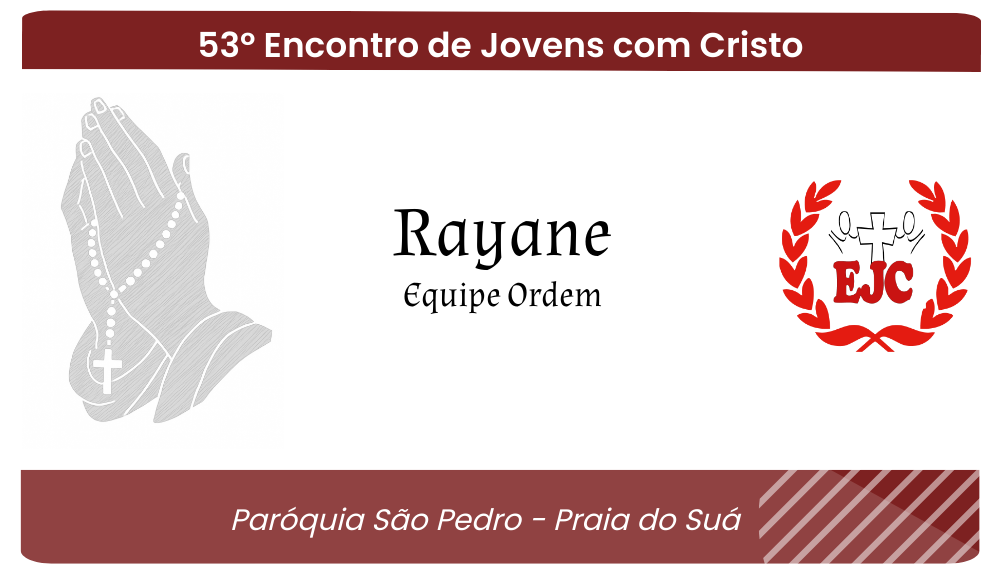 53º Encontro de Jovens com Cristo
Rayane
Equipe Ordem
EJC
Paróquia São Pedro - Praia do Suá